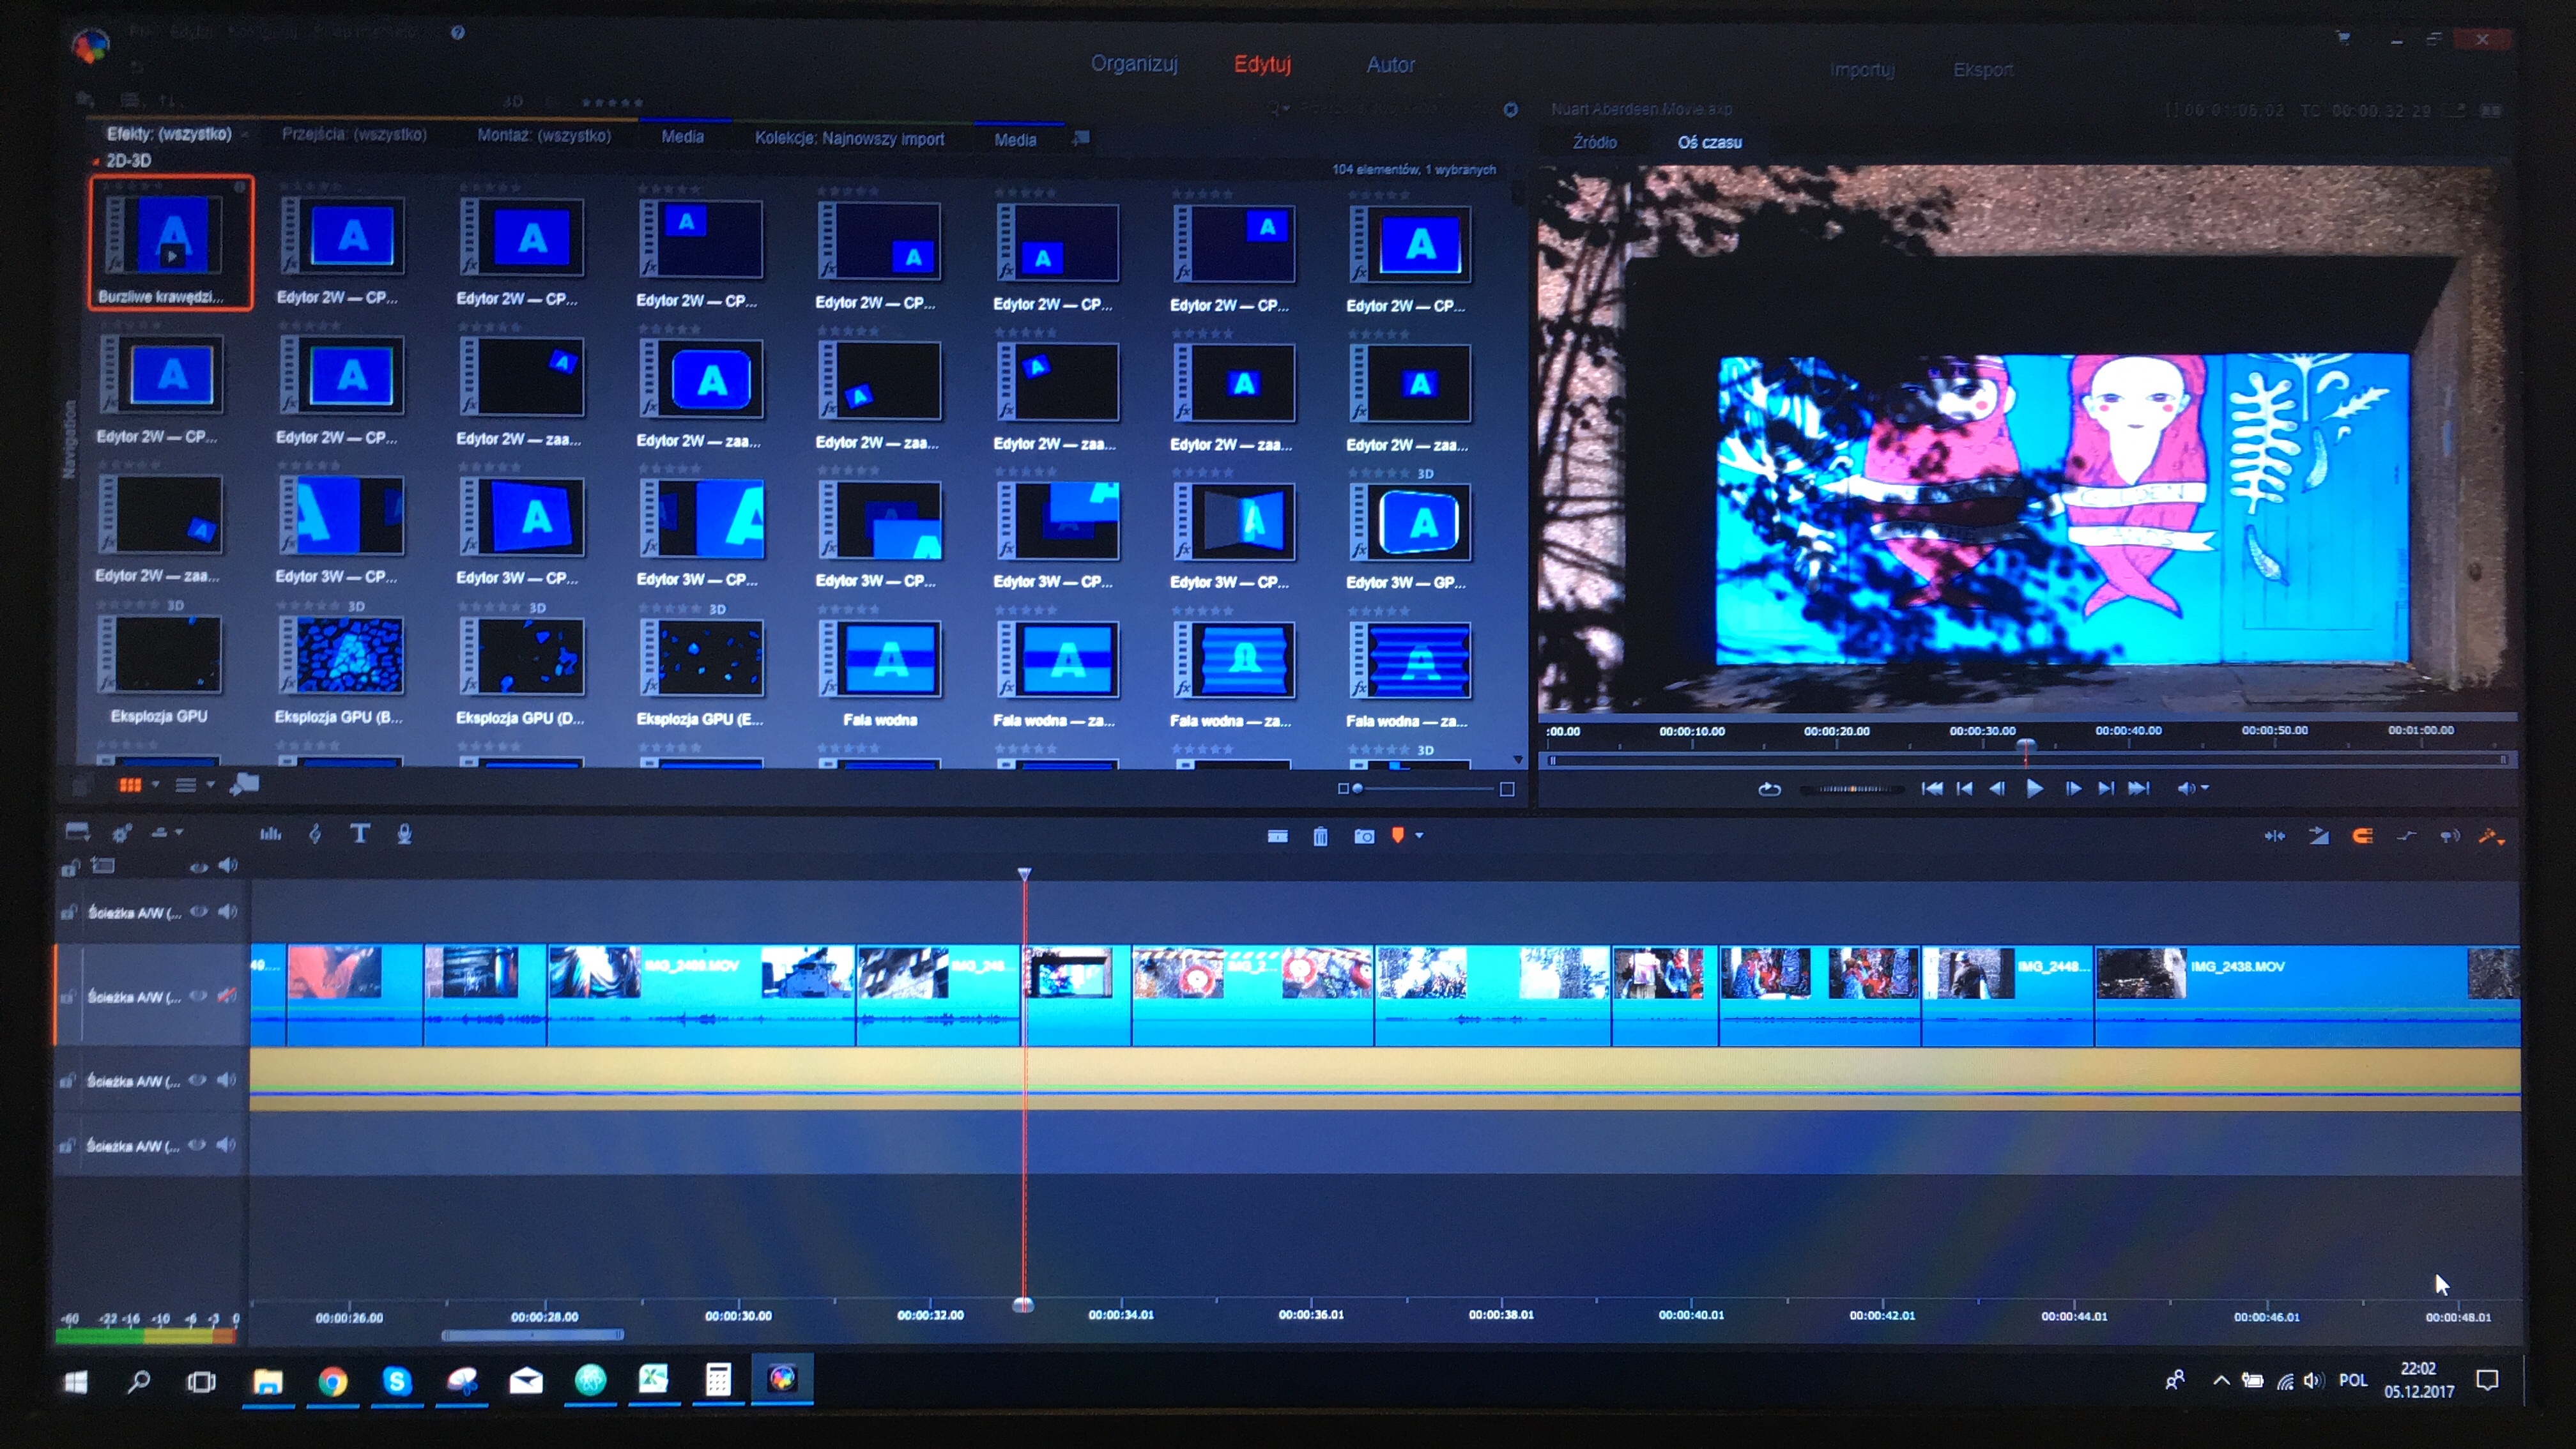 Organizuj Edytuj Autor
Importuj Eksport
3D
Nuart Aberdeen.Movie.axp
TC 00:00:32:29
Efekty: (wszystko) Przejścia: (wszystko) Montaż: (wszystko) Media Kolekcje: Najnowszy import Media
Źródło Oś czasu
2D-3D
104 elementów, 1 wybranych
Burzliwe krawędzi... Edytor 2W — CP... Edytor 2W — CP... Edytor 2W — CP... Edytor 2W — CP... Edytor 2W — CP... Edytor 2W — CP... Edytor 2W — CP...
Edytor 2W — CP... Edytor 2W — CP... Edytor 2W — zaa... Edytor 2W — zaa... Edytor 2W — zaa... Edytor 2W — zaa... Edytor 2W — zaa... Edytor 2W — zaa...
Navigation
3D
Edytor 2W — zaa... Edytor 3W — CP... Edytor 3W — CP... Edytor 3W — CP... Edytor 3W — CP... Edytor 3W — CP... Edytor 3W — CP... Edytor 3W — GP...
3D 3D 3D 3D
Eksplozja GPU Eksplozja GPU (B... Eksplozja GPU (D... Eksplozja GPU (E... Fala wodna Fala wodna — za... Fala wodna — za... Fala wodna — za...
3D
:00.00 00:00:10.00 00:00:20.00 00:00:30.00 00:00:40.00 00:00:50.00 00:01:00.00
Ścieżka A/W (...
Ścieżka A/W (...
49.... IMG_2493.MOV IMG_246... IMG_2... IMG_2448... IMG_2438.MOV
Ścieżka A/W (...
Ścieżka A/W (...
-60 -22 -16 -10 -6 -3 0
00:00:26.00 00:00:28.00 00:00:30.00 00:00:32.00 00:00:34.01 00:00:36.01 00:00:38.01 00:00:40.01 00:00:42.01 00:00:44.01 00:00:46.01 00:00:48.01
POL
22:02
05.12.2017